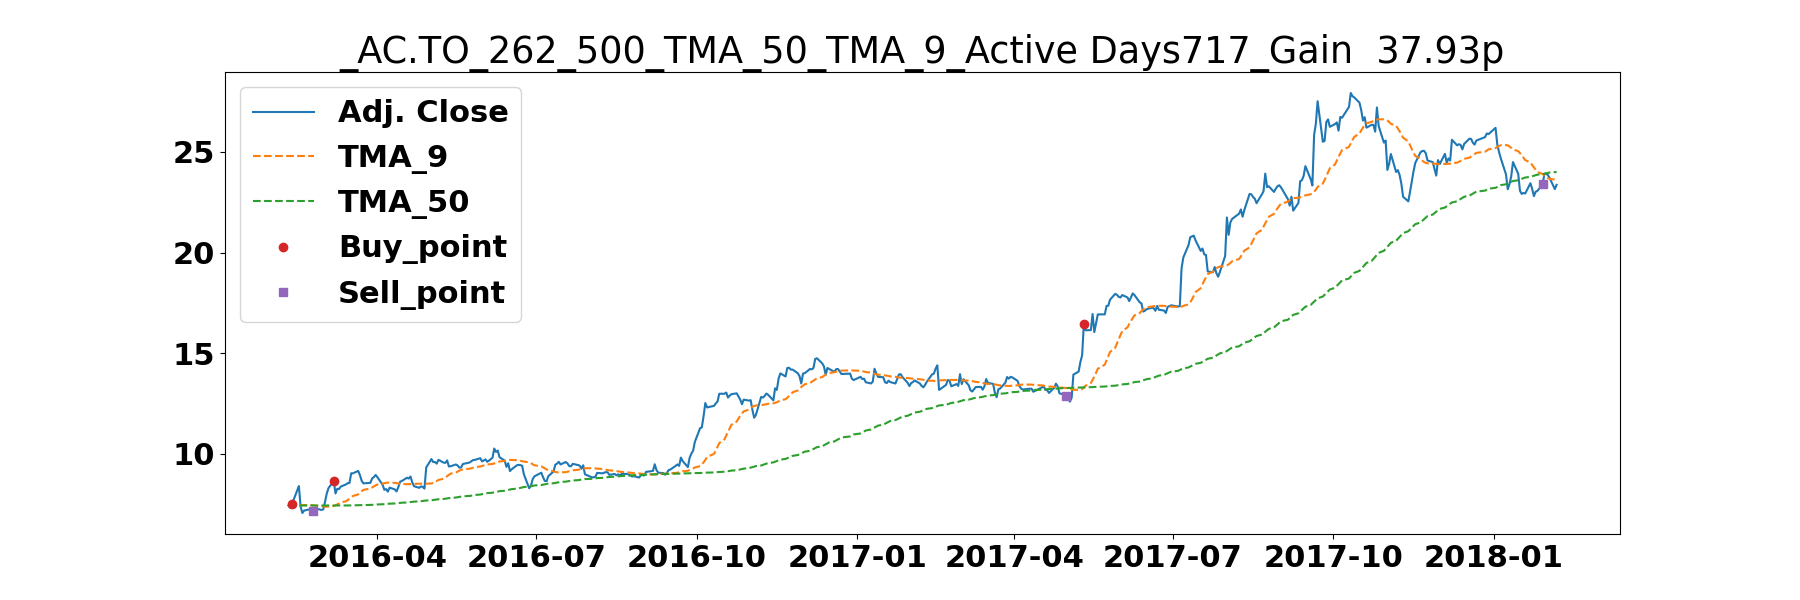 _AC.TO_262_500_TMA_50_TMA_9_Active Days717_Gain  37.93p
Adj. Close
TMA_9
TMA_50
Buy_point
Sell_point
25
20
15
10
2016-04 2016-07 2016-10 2017-01 2017-04 2017-07 2017-10 2018-01